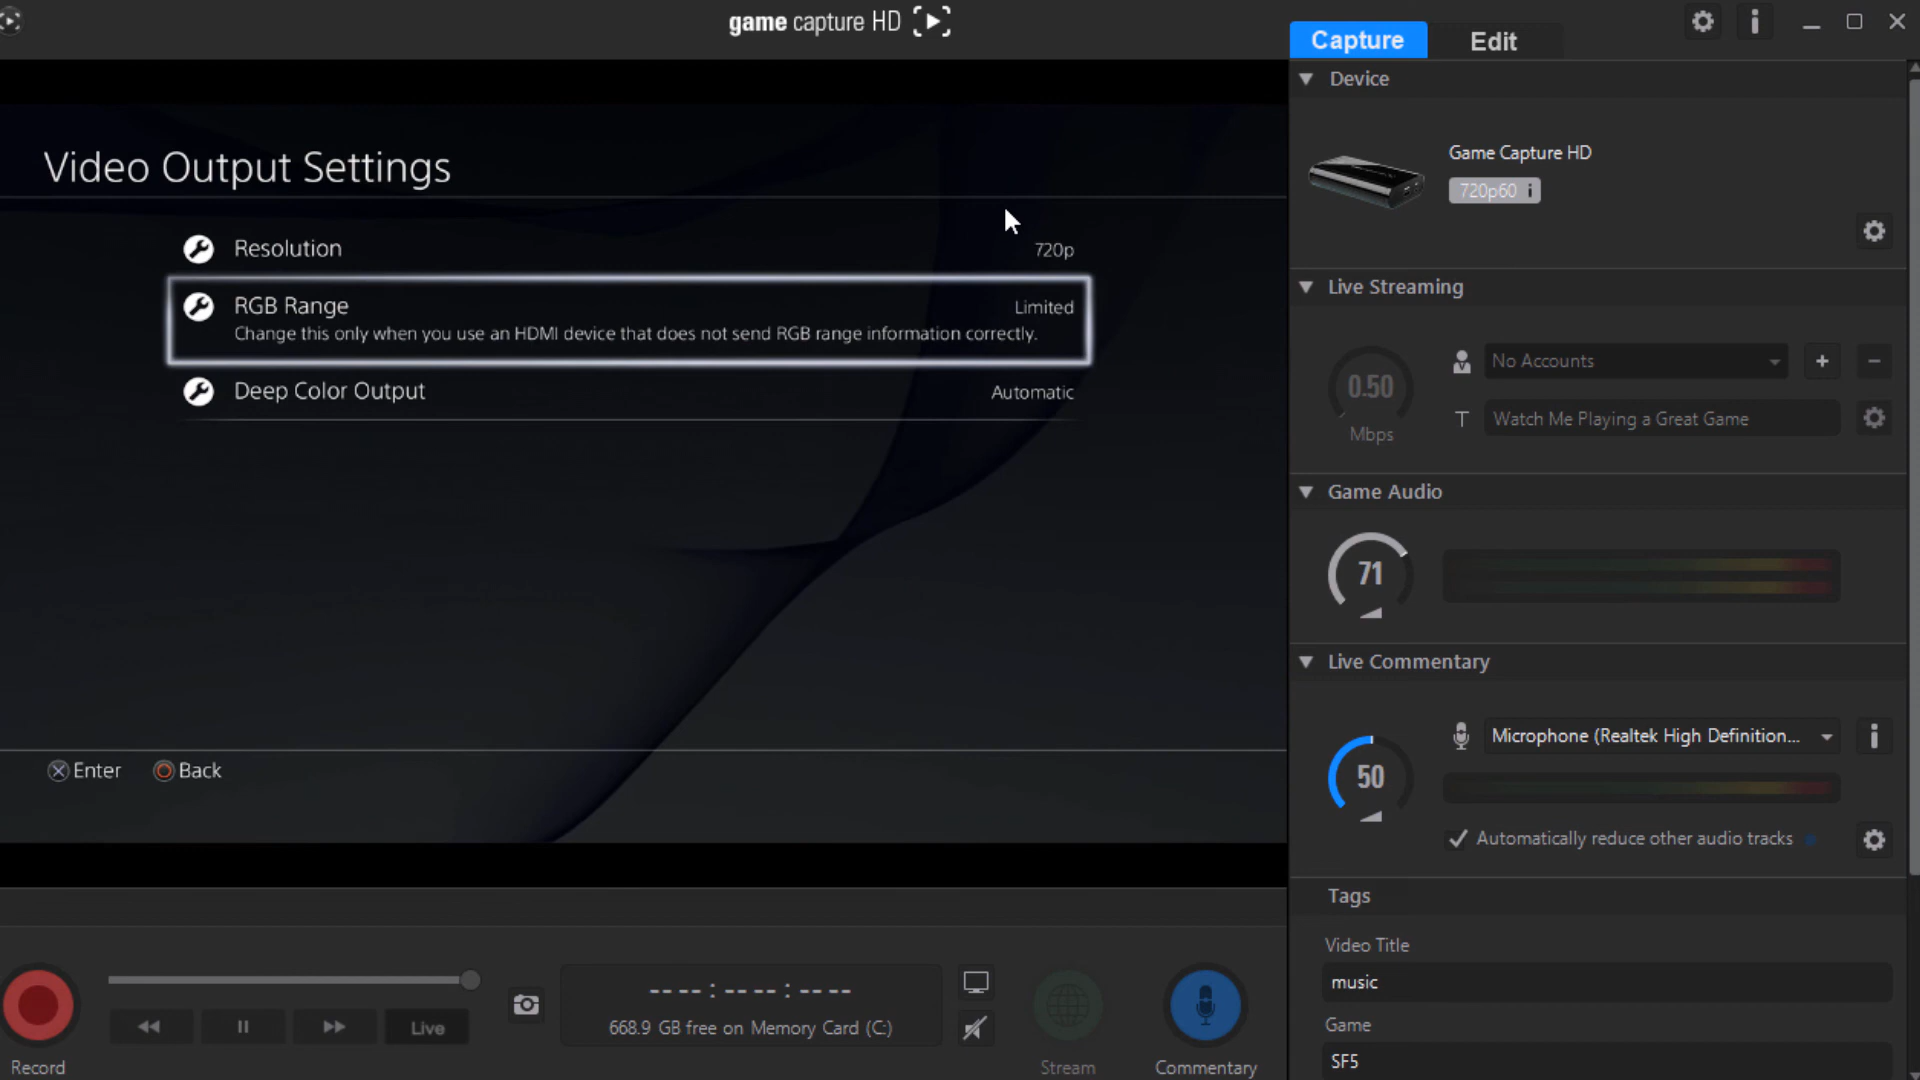 game capture HD
Capture
Edit
Video Output Settings
Resolution
720p
RGB Range
Limited
Change this only when you use an HDMI device that does not send RGB range information correctly.
Deep Color Output
Automatic
Enter
Back
Device
Game Capture HD
720p60 i
Live Streaming
0.50
Mbps
No Accounts
T
Watch Me Playing a Great Game
Game Audio
71
Live Commentary
50
Microphone (Realtek High Definition...
Automatically reduce other audio tracks
Tags
Video Title
music
Game
SF5
Record
Live
-- -- : -- -- : -- --
668.9 GB free on Memory Card (C:)
Stream
Commentary